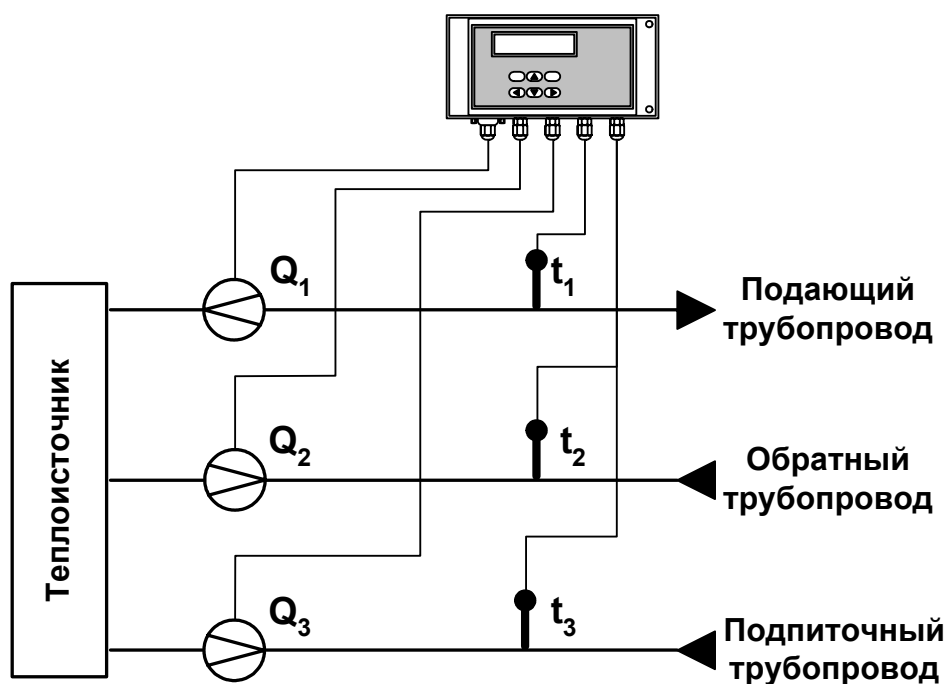 Q1
t1
Подающий
трубопровод
Теплоисточник
Q2
t2
Обратный
трубопровод
Q3
t3
Подпиточный
трубопровод